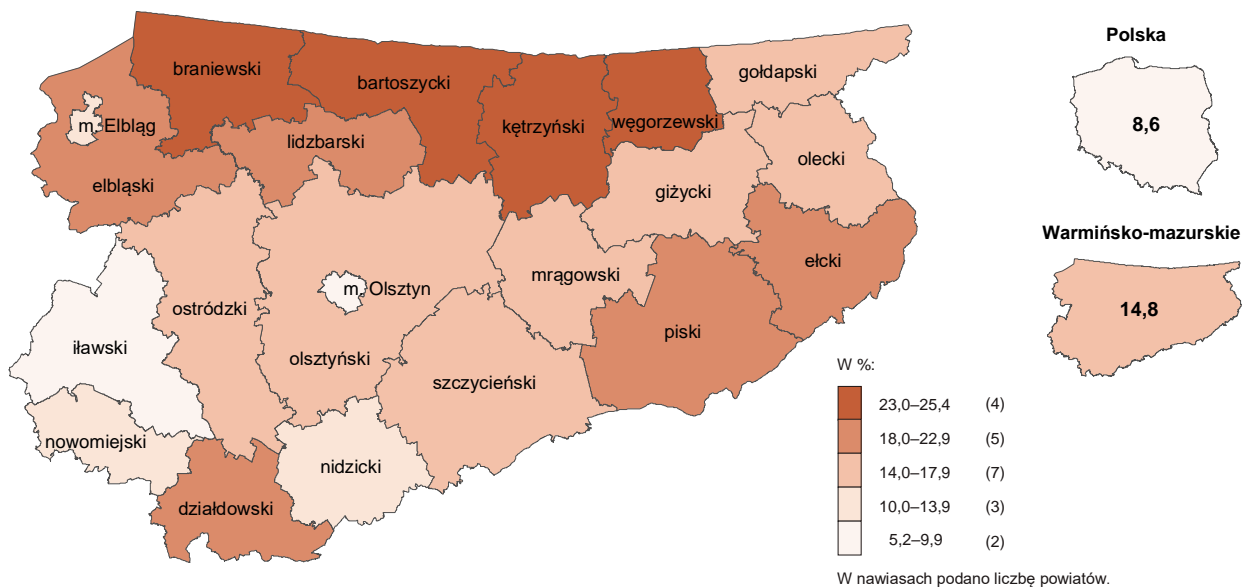 Polska
8,6
Warmińsko-mazurskie
14,8
braniewski
bartoszycki
gołdapski
kętrzyński
węgorzewski
m. Elbląg
lidzbarski
olecki
elbląski
giżycki
ełcki
mrągowski
m. Olsztyn
ostródzki
piski
iławski
olsztyński
szczycieński
nowomiejski
nidzicki
działdowski
W %:
23,0–25,4 (4)
18,0–22,9 (5)
14,0–17,9 (7)
10,0–13,9 (3)
5,2–9,9 (2)
W nawiasach podano liczbę powiatów.